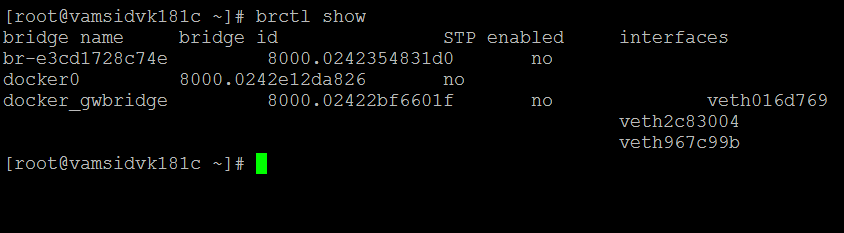 [root@vamsidvk181c ~]# brctl show
bridge name     bridge id               STP enabled     interfaces
br-e3cd1728c74e         8000.0242354831d0       no
docker0         8000.0242e12da826       no
docker_gwbridge         8000.02422bf6601f       no              veth016d769
                                                        veth2c83004
                                                        veth967c99b
[root@vamsidvk181c ~]#